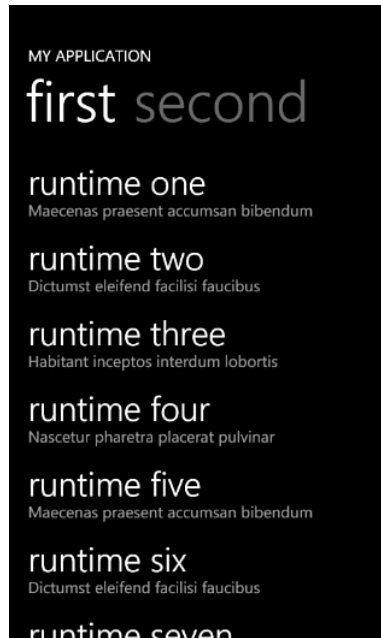 MY APPLICATION
first second
runtime one
Maecenas praesent accumsan bibendum
runtime two
Dictumst eleifend facilisi faucibus
runtime three
Habitant inceptos interdum lobortis
runtime four
Nascetur pharetra placerat pulvinar
runtime five
Maecenas praesent accumsan bibendum
runtime six
Dictumst eleifend facilisi faucibus
runtime seven